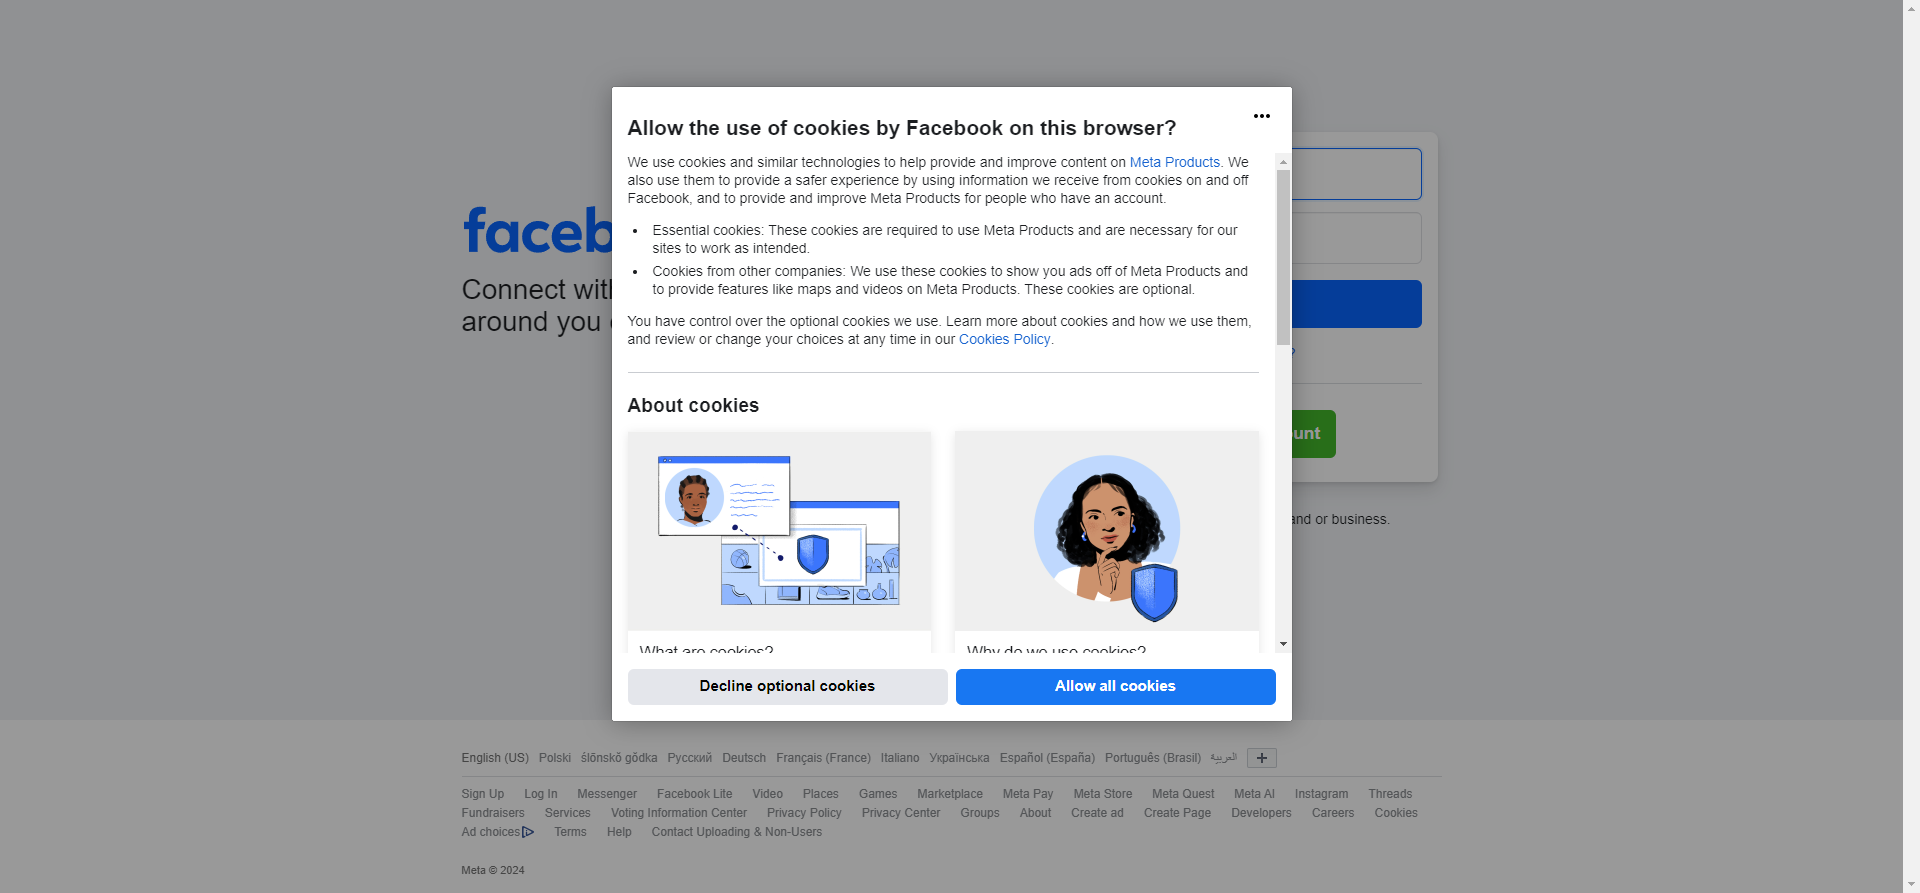 Allow the use of cookies by Facebook on this browser?
We use cookies and similar technologies to help provide and improve content on Meta Products. We
also use them to provide a safer experience by using information we receive from cookies on and off
Facebook, and to provide and improve Meta Products for people who have an account.
• Essential cookies: These cookies are required to use Meta Products and are necessary for our
sites to work as intended.
• Cookies from other companies: We use these cookies to show you ads off of Meta Products and
to provide features like maps and videos on Meta Products. These cookies are optional.
You have control over the optional cookies we use. Learn more about cookies and how we use them,
and review or change your choices at any time in our Cookies Policy.
About cookies
What are cookies?
Why do we use cookies?
Decline optional cookies
Allow all cookies
faceb
Connect with
around you
?
unt
and or business.
English (US) Polski ślōnskŏ gŏdka Русский Deutsch Français (France) Italiano Українська Español (España) Português (Brasil) العربية
Sign Up Log In Messenger Facebook Lite Video Places Games Marketplace Meta Pay Meta Store Meta Quest Meta AI Instagram Threads
Fundraisers Services Voting Information Center Privacy Policy Privacy Center Groups About Create ad Create Page Developers Careers Cookies
Ad choices Terms Help Contact Uploading & Non-Users
Meta © 2024